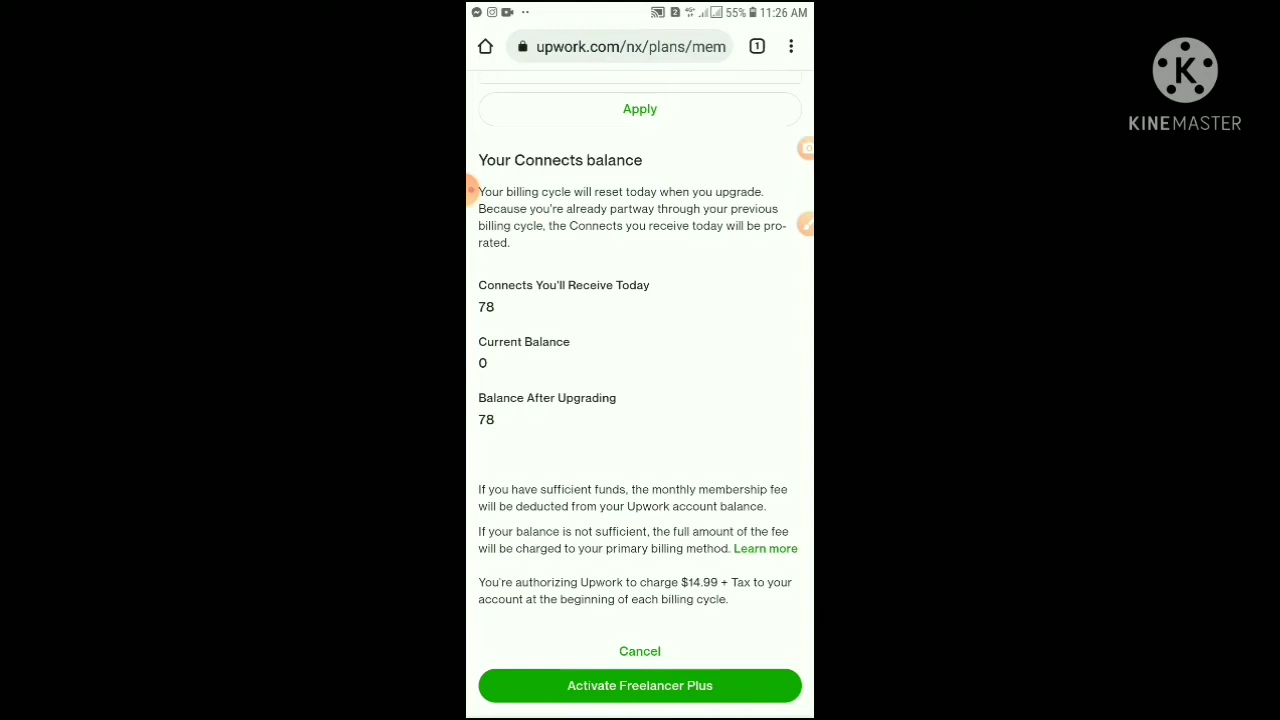 55% 11:26 AM
upwork.com/nx/plans/mem
1
K
KINEMASTER
Apply
Your Connects balance
Your billing cycle will reset today when you upgrade.
Because you're already partway through your previous
billing cycle, the Connects you receive today will be pro-
rated.
Connects You'll Receive Today
78
Current Balance
0
Balance After Upgrading
78
If you have sufficient funds, the monthly membership fee
will be deducted from your Upwork account balance.
If your balance is not sufficient, the full amount of the fee
will be charged to your primary billing method. Learn more
You're authorizing Upwork to charge $14.99 + Tax to your
account at the beginning of each billing cycle.
Cancel
Activate Freelancer Plus